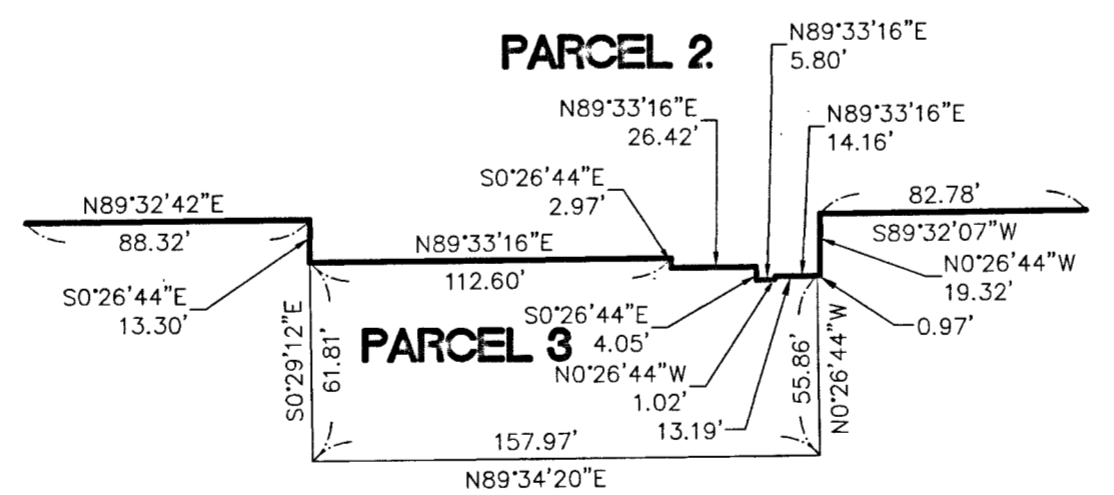 N89°33'16"E
5.80'
PARCEL 2
N89°33'16"E
26.42'
N89°33'16"E
14.16'
S0°26'44"E
2.97'
N89°32'42"E
88.32'
82.78'
S89°32'07"W
N89°33'16"E
112.60'
N0°26'44"W
19.32'
S0°26'44"E
13.30'
S0°26'44"E
4.05'
0.97'
PARCEL 3
S0°29'12"E
61.81'
N0°26'44"W
1.02'
55.86'
N0°26'44"W
13.19'
157.97'
N89°34'20"E